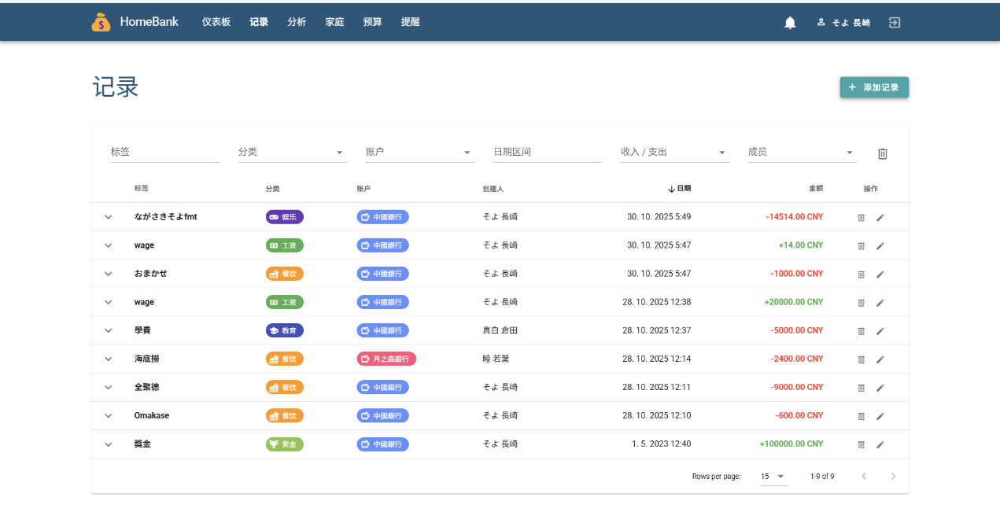 HomeBank 仪表板 记录 分析 家庭 预算 提醒 そよ 長崎
记录
+ 添加记录
标签 分类 账户 日期区间 收入 / 支出 成员
标签 分类 账户 创建人 ↓日期 金额 操作
ながさきそよfmt 娱乐 中國銀行 そよ 長崎 30. 10. 2025 5:49 -14514.00 CNY
wage 工资 中國銀行 そよ 長崎 30. 10. 2025 5:47 +14.00 CNY
おまかせ 餐饮 中國銀行 そよ 長崎 30. 10. 2025 5:47 -1000.00 CNY
wage 工资 中國銀行 そよ 長崎 28. 10. 2025 12:38 +20000.00 CNY
學費 教育 中國銀行 真白 倉田 28. 10. 2025 12:37 -5000.00 CNY
海底撈 餐饮 月之森銀行 睦 若葉 28. 10. 2025 12:14 -2400.00 CNY
全聚德 餐饮 中國銀行 そよ 長崎 28. 10. 2025 12:11 -9000.00 CNY
Omakase 餐饮 中國銀行 そよ 長崎 28. 10. 2025 12:10 -600.00 CNY
獎金 奖金 中國銀行 そよ 長崎 1. 5. 2023 12:40 +100000.00 CNY
Rows per page: 15 1-9 of 9